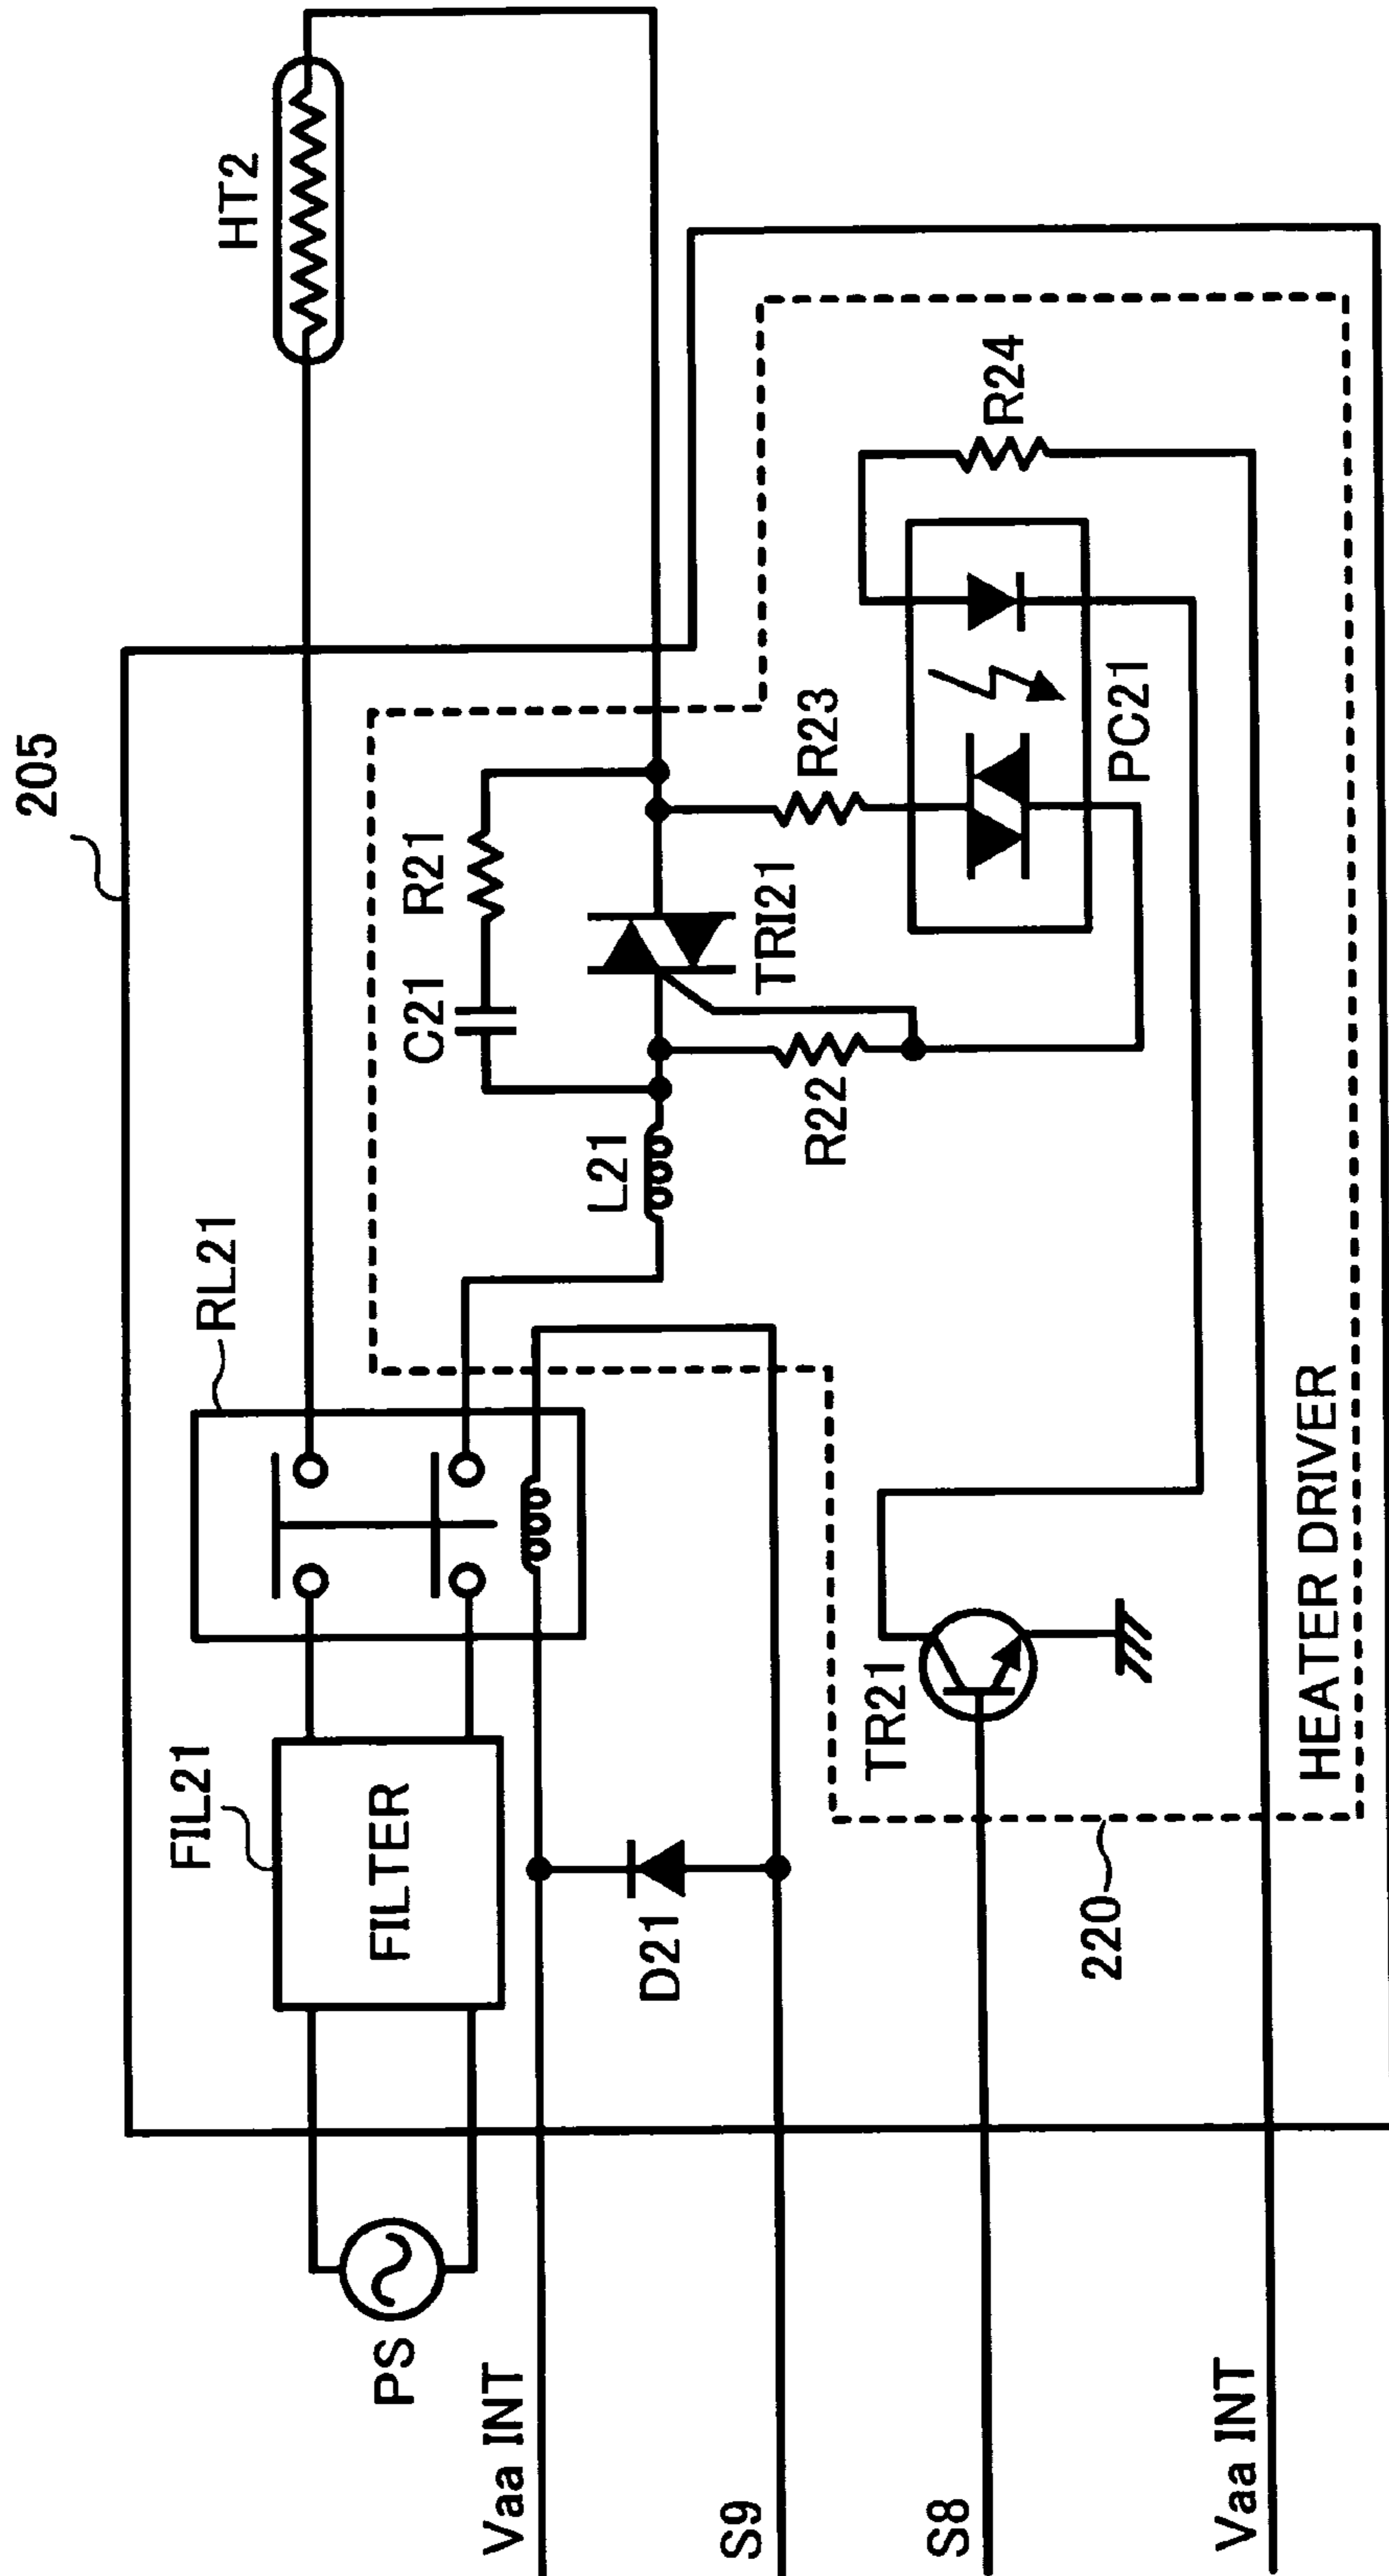 205
HT2
RL21
FIL21
FILTER
PS
C21
R21
L21
TRI21
R23
R22
R24
PC21
Vaa INT
D21
S9
TR21
S8
220
HEATER DRIVER
Vaa INT